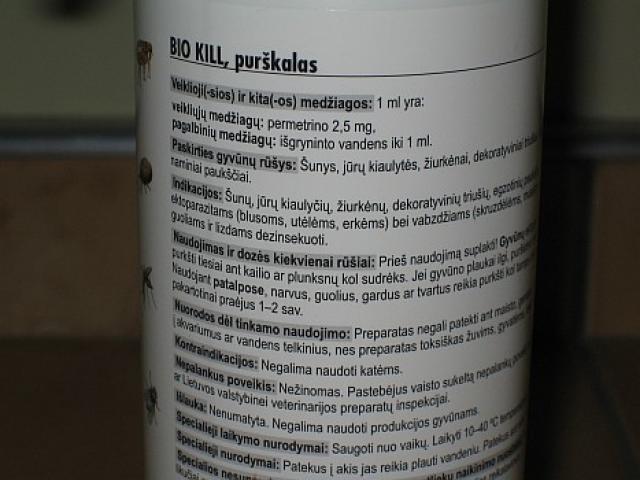 BIO KILL, purškalas
Veiklioji(-sios) ir kita(-os) medžiagos: 1 ml yra:
veikliųjų medžiagų: permetrino 2,5 mg,
pagalbinių medžiagų: išgryninto vandens iki 1 ml.
Paskirties gyvūnų rūšys: Šunys, jūrų kiaulytės, žiurkėnai, dekoratyviniai
naminiai paukščiai.
Indikacijos: Šunų, jūrų kiaulyčių, žiurkėnų, dekoratyvinių triušių,
ektoparazitams (blusoms, utėlėms, erkėms) bei vabzdžiams (skruzdėlėms,
guoliams ir lizdams dezinsekuoti.
Naudojimas ir dozės kiekvienai rūšiai: Prieš naudojimą suplakti! Gyvūnų
purkšti tiesiai ant kailio ar plunksnų kol sudrėks. Jei gyvūno plaukai ilgi,
Naudojant patalpose, narvus, guolius, gardus ar tvartus reikia purkšti kol
pakartotinai praėjus 1–2 sav.
Nuorodos dėl tinkamo naudojimo: Preparatas negali patekti ant maisto,
į akvariumus ar vandens telkinius, nes preparatas toksiškas žuvims,
Kontraindikacijos: Negalima naudoti katėms.
Nepalankus poveikis: Nežinomas. Pastebėjus vaisto sukeltą nepalankų
ar Lietuvos valstybinei veterinarijos preparatų inspekcijai.
Išlauka: Nenumatyta. Negalima naudoti produkcijos gyvūnams.
Specialieji laikymo nurodymai: Saugoti nuo vaikų. Laikyti 10–40 °C
Specialieji nurodymai: Patekus į akis jas reikia plauti vandeniu. Patekus